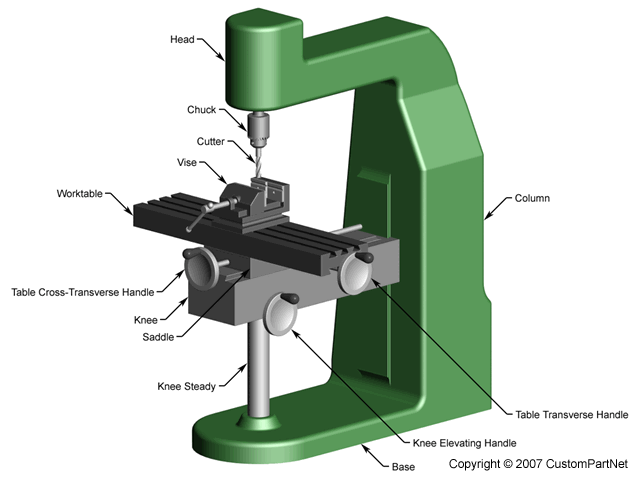 Head
Chuck
Cutter
Vise
Worktable
Column
Table Cross-Transverse Handle
Knee
Saddle
Knee Steady
Table Transverse Handle
Knee Elevating Handle
Base
Copyright © 2007 CustomPartNet